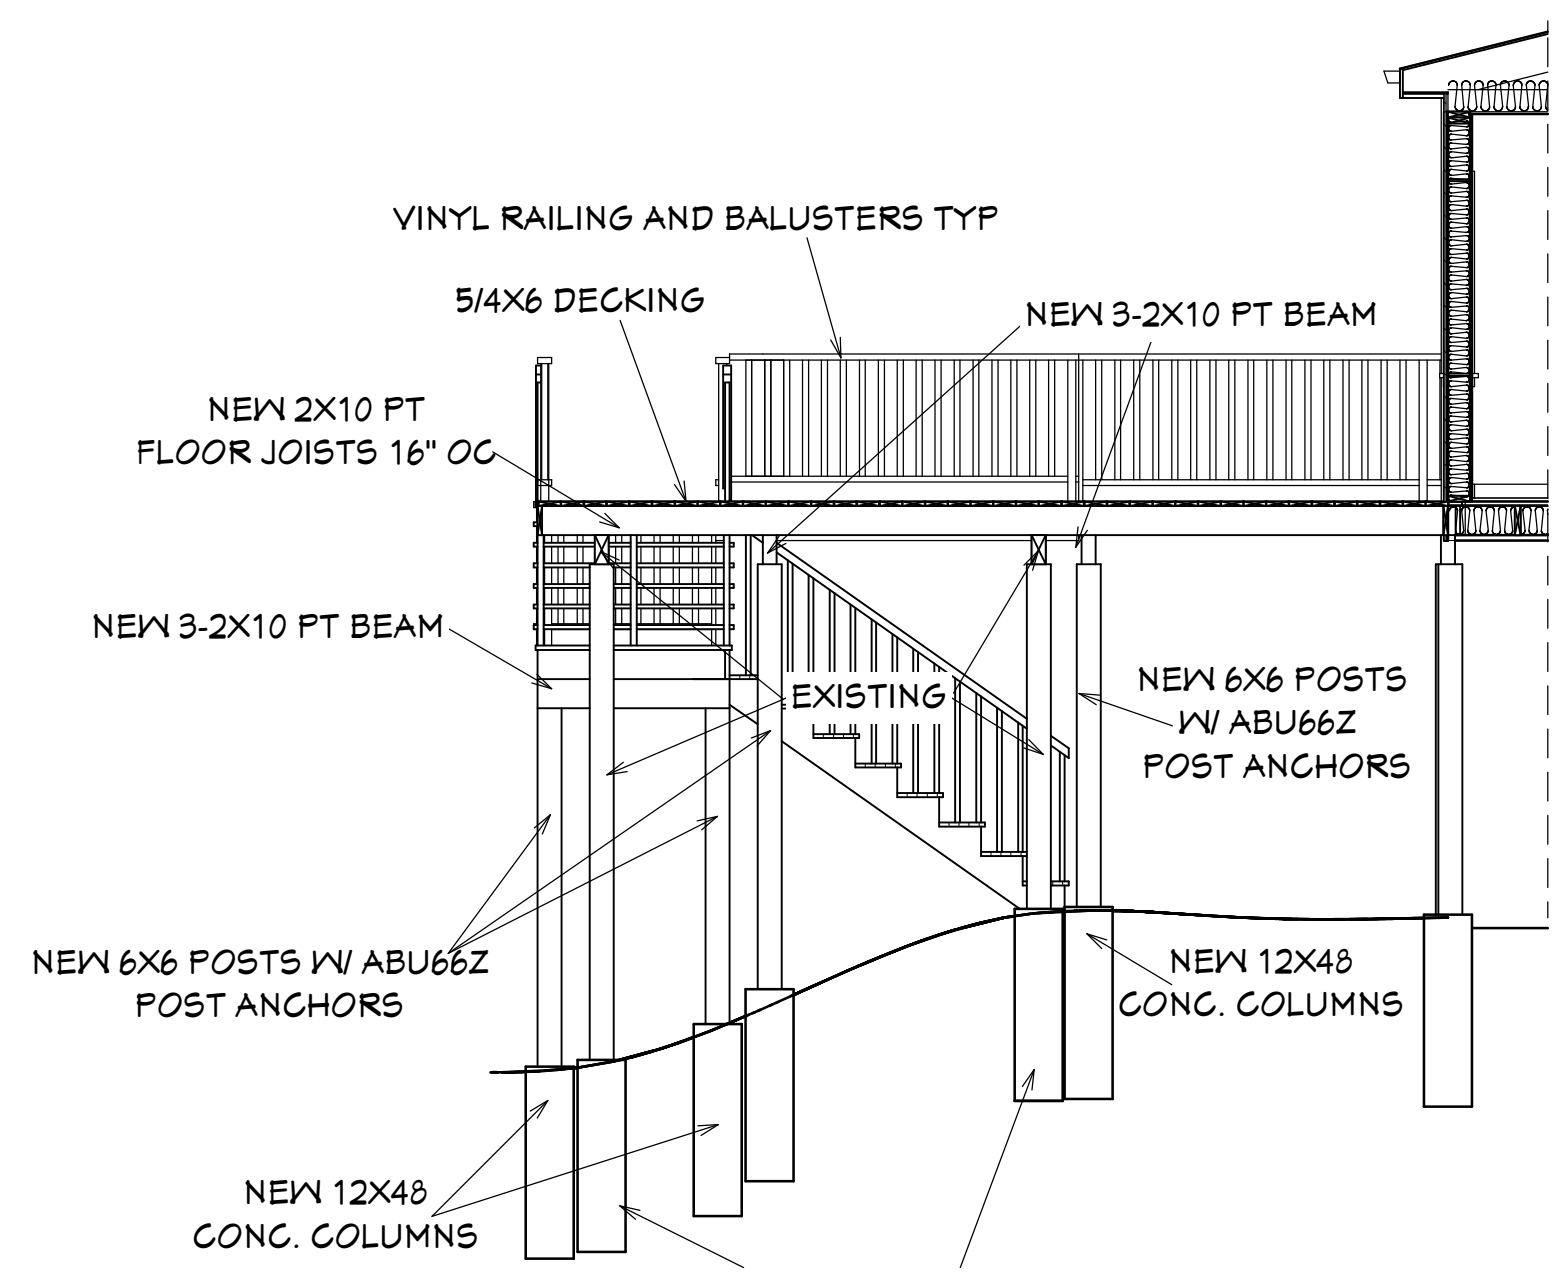 VINYL RAILING AND BALUSTERS TYP
5/4X6 DECKING
NEW 3-2X10 PT BEAM
NEW 2X10 PT
FLOOR JOISTS 16" OC
NEW 3-2X10 PT BEAM
EXISTING
NEW 6X6 POSTS
W/ ABU66Z
POST ANCHORS
NEW 6X6 POSTS W/ ABU66Z
POST ANCHORS
NEW 12X48
CONC. COLUMNS
NEW 12X48
CONC. COLUMNS